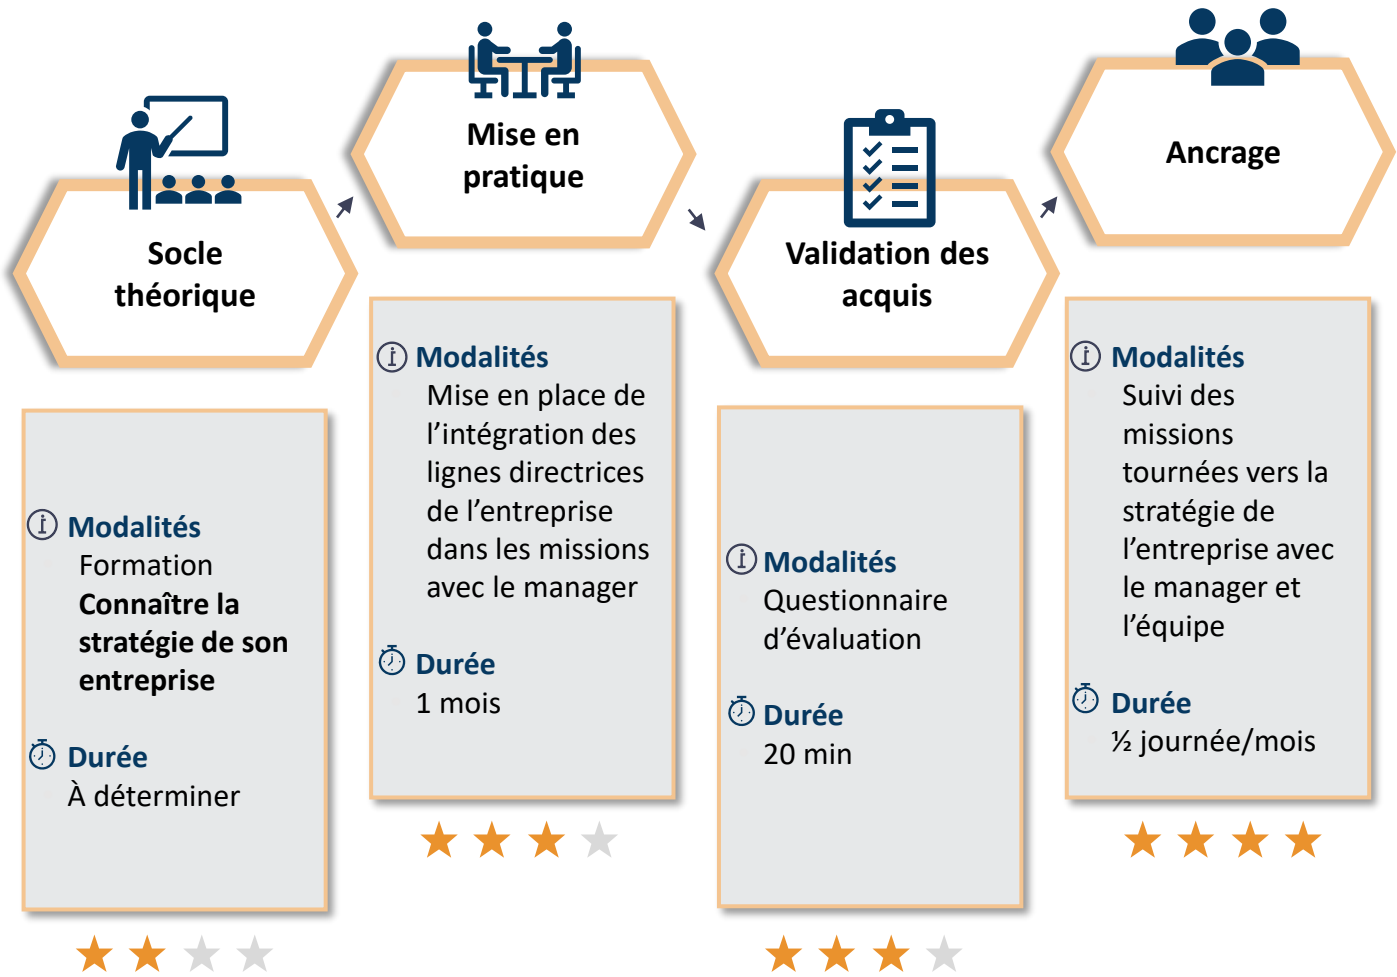 Socle
théorique
Modalités
Formation
Connaître la
stratégie de son
entreprise
Durée
À déterminer
Mise en
pratique
Modalités
Mise en place de
l’intégration des
lignes directrices
de l’entreprise
dans les missions
avec le manager
Durée
1 mois
Validation des
acquis
Modalités
Questionnaire
d’évaluation
Durée
20 min
Ancrage
Modalités
Suivi des
missions
tournées vers la
stratégie de
l’entreprise avec
le manager et
l’équipe
Durée
½ journée/mois